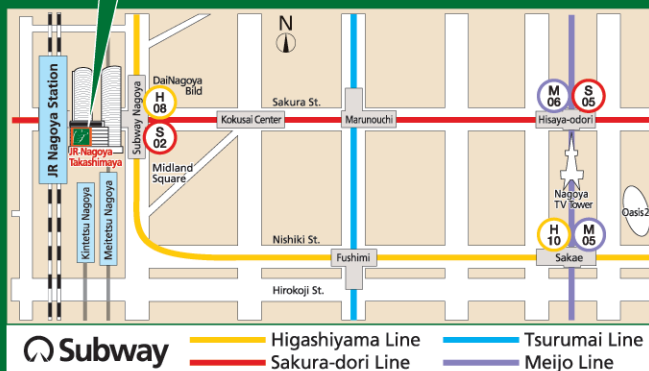 N
JR Nagoya Station
JR-Nagoya
Takashimaya
Kintetsu Nagoya
Meitetsu Nagoya
Subway Nagoya
DaiNagoya
Bild
H
08
S
02
Midland
Square
Sakura St.
Kokusai Center
Marunouchi
M
06
S
05
Hisaya-odori
Nagoya
TV Tower
Oasis2
Nishiki St.
Fushimi
H
10
M
05
Sakae
Hirokoji St.
Subway
Higashiyama Line
Tsurumai Line
Sakura-dori Line
Meijo Line